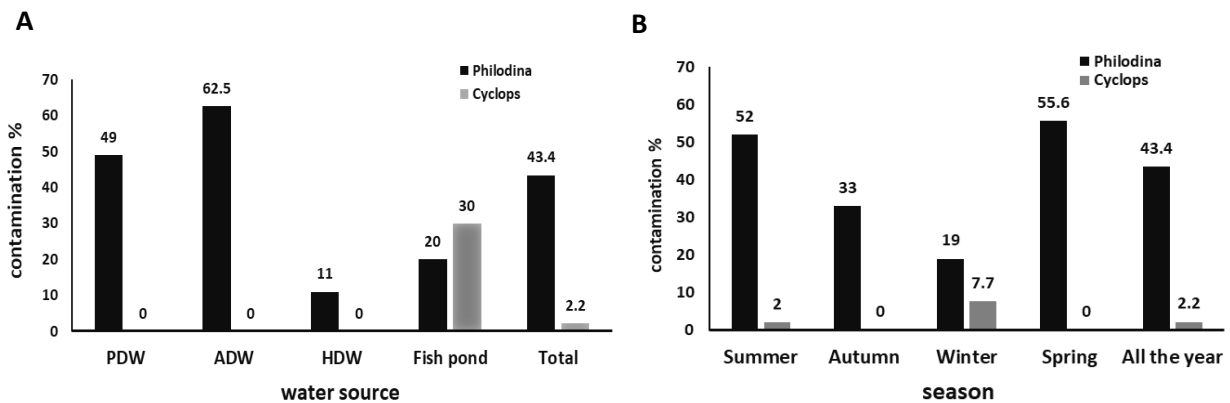 A
Philodina
Cyclops
contamination %
70
60
50
40
30
20
10
0
49
0
62.5
0
11
0
20
30
43.4
2.2
PDW
ADW
HDW
Fish pond
Total
water source
B
Philodina
Cyclops
contamination %
70
60
50
40
30
20
10
0
52
2
33
0
19
7.7
55.6
0
43.4
2.2
Summer
Autumn
Winter
Spring
All the year
season